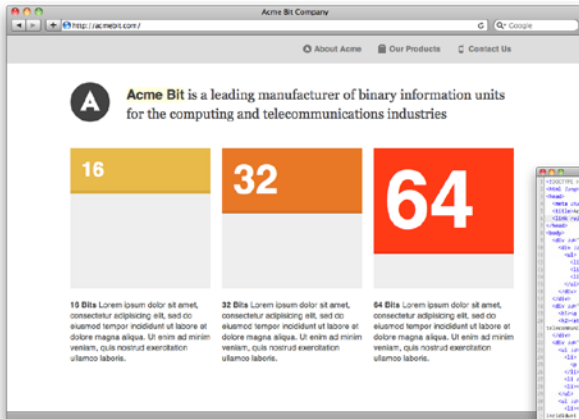 Acme Bit Company
http://acmebit.com/
Google
About Acme Our Products Contact Us
A
Acme Bit is a leading manufacturer of binary information units
for the computing and telecommunications industries
16
32
64
16 Bits Lorem ipsum dolor sit amet,
consectetur adipisicing elit, sed do
eiusmod tempor incididunt ut labore et
dolore magna aliqua. Ut enim ad minim
veniam, quis nostrud exercitation
ullamco laboris.
32 Bits Lorem ipsum dolor sit amet,
consectetur adipisicing elit, sed do
eiusmod tempor incididunt ut labore et
dolore magna aliqua. Ut enim ad minim
veniam, quis nostrud exercitation
ullamco laboris.
64 Bits Lorem ipsum dolor sit amet,
consectetur adipisicing elit, sed do
eiusmod tempor incididunt ut labore et
dolore magna aliqua. Ut enim ad minim
veniam, quis nostrud exercitation
ullamco laboris.